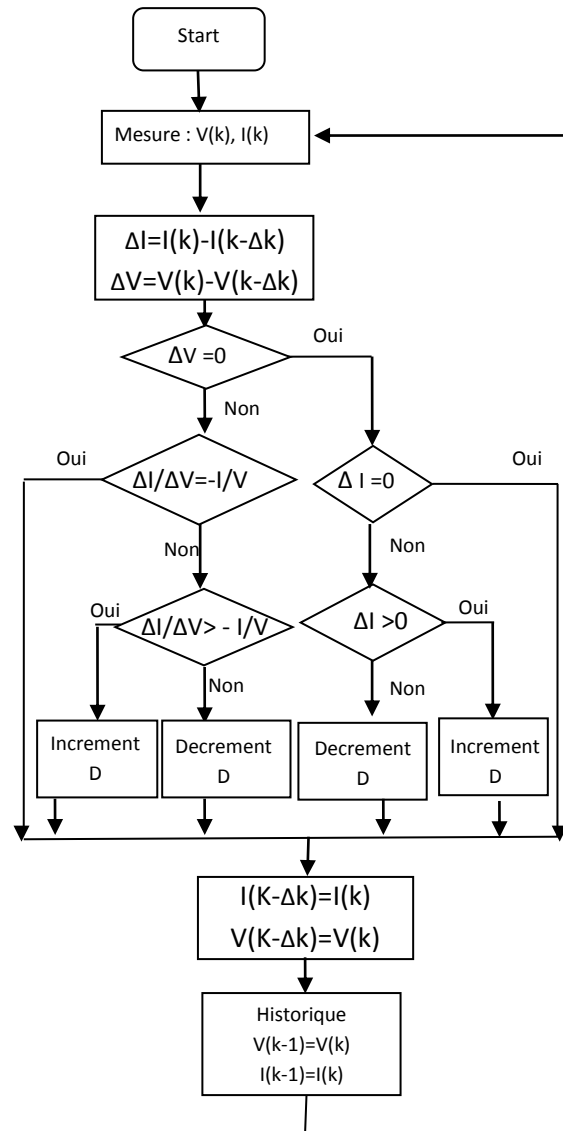 Start
Mesure : V(k), I(k)
ΔI=I(k)-I(k-Δk)
ΔV=V(k)-V(k-Δk)
Oui
ΔV =0
Non
Oui
Oui
ΔI/ΔV=-I/V
Δ I =0
Non
Non
Oui
Oui
ΔI/ΔV> - I/V
ΔI >0
Non
Non
Increment
D
Decrement
D
Decrement
D
Increment
D
I(K-Δk)=I(k)
V(K-Δk)=V(k)
Historique
V(k-1)=V(k)
I(k-1)=I(k)